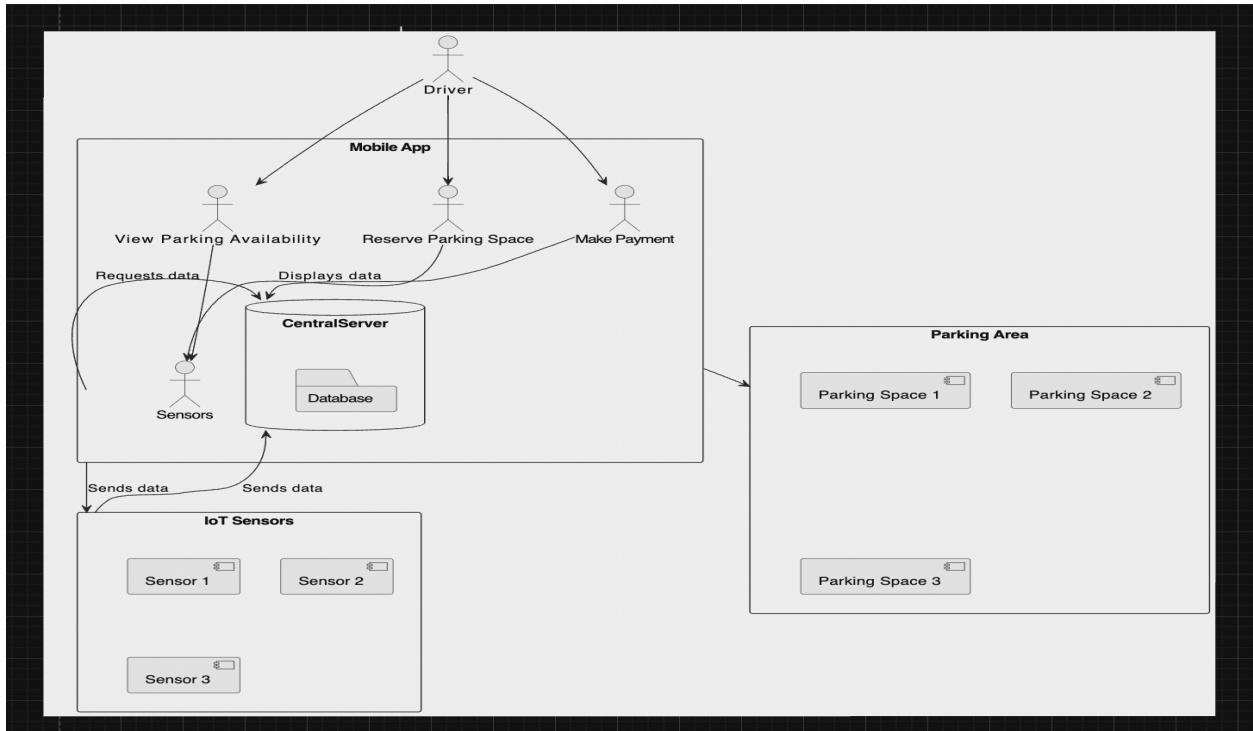 Driver
Mobile App
View Parking Availability
Reserve Parking Space
Make Payment
Requests data
Displays data
CentralServer
Database
Sensors
Parking Area
Parking Space 1
Parking Space 2
Parking Space 3
Sends data
Sends data
IoT Sensors
Sensor 1
Sensor 2
Sensor 3